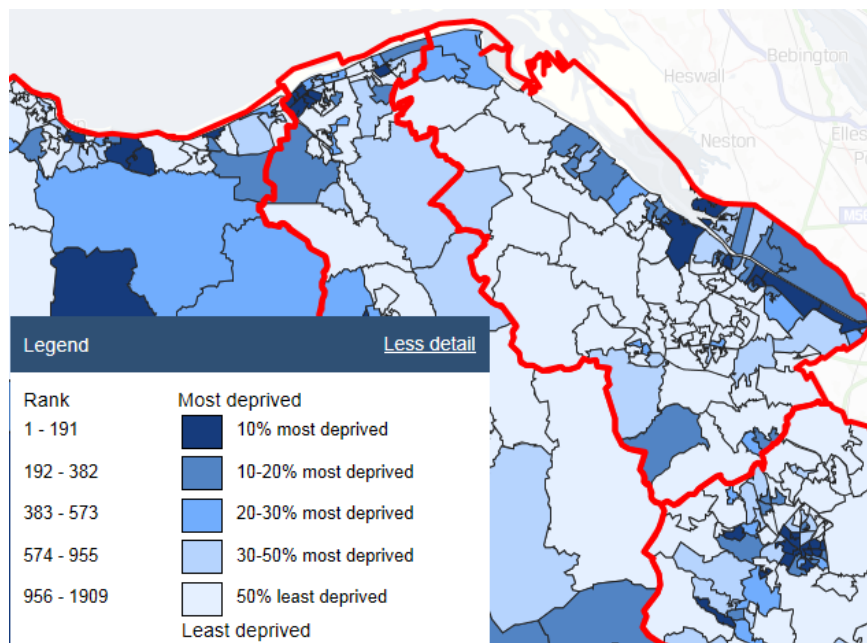 Bebington
Heswall
Neston
Elles
Legend
Less detail
Rank
Most deprived
1 - 191
10% most deprived
192 - 382
10-20% most deprived
383 - 573
20-30% most deprived
574 - 955
30-50% most deprived
956 - 1909
50% least deprived
Least deprived